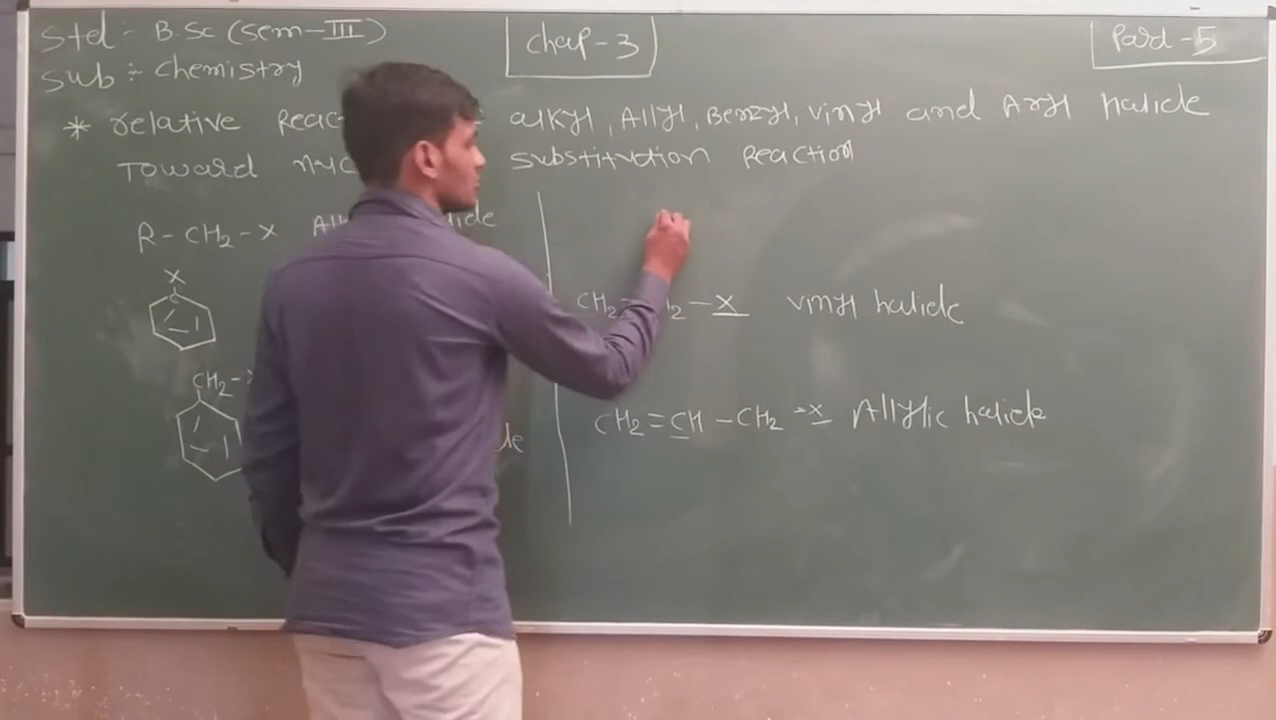 Std:- B.Sc (Sem-III)
Chap-3
Part-5
Sub:- Chemistry
* relative Reac alkyl, Allyl, Benzyl, vinyl and Aryl halide
Toward substitution Reaction
R-CH2-X
X
C
CH2-
CH2 -X vinyl halide
CH2=CH-CH2-X Allylic halide